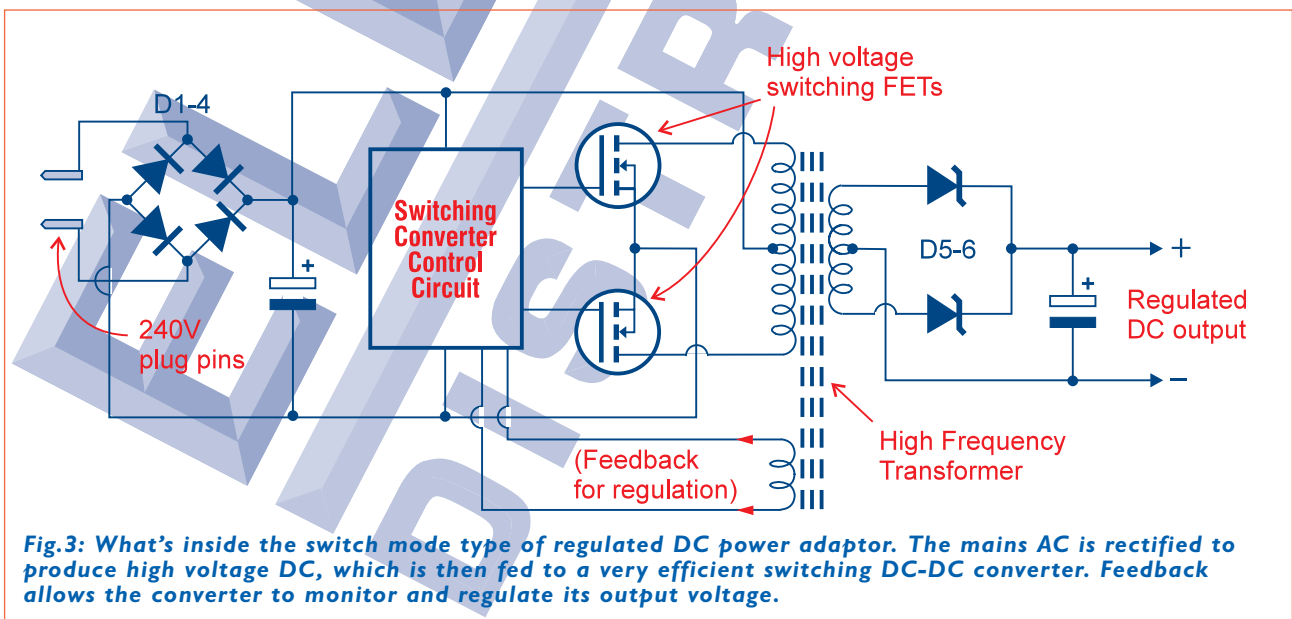 High voltage
switching FETs
D1-4
Switching
Converter
Control
Circuit
D5-6
+
+
+
Regulated
DC output
−
240V
plug pins
(Feedback
for regulation)
High Frequency
Transformer
Fig.3: What's inside the switch mode type of regulated DC power adaptor. The mains AC is rectified to
produce high voltage DC, which is then fed to a very efficient switching DC-DC converter. Feedback
allows the converter to monitor and regulate its output voltage.
DISTR